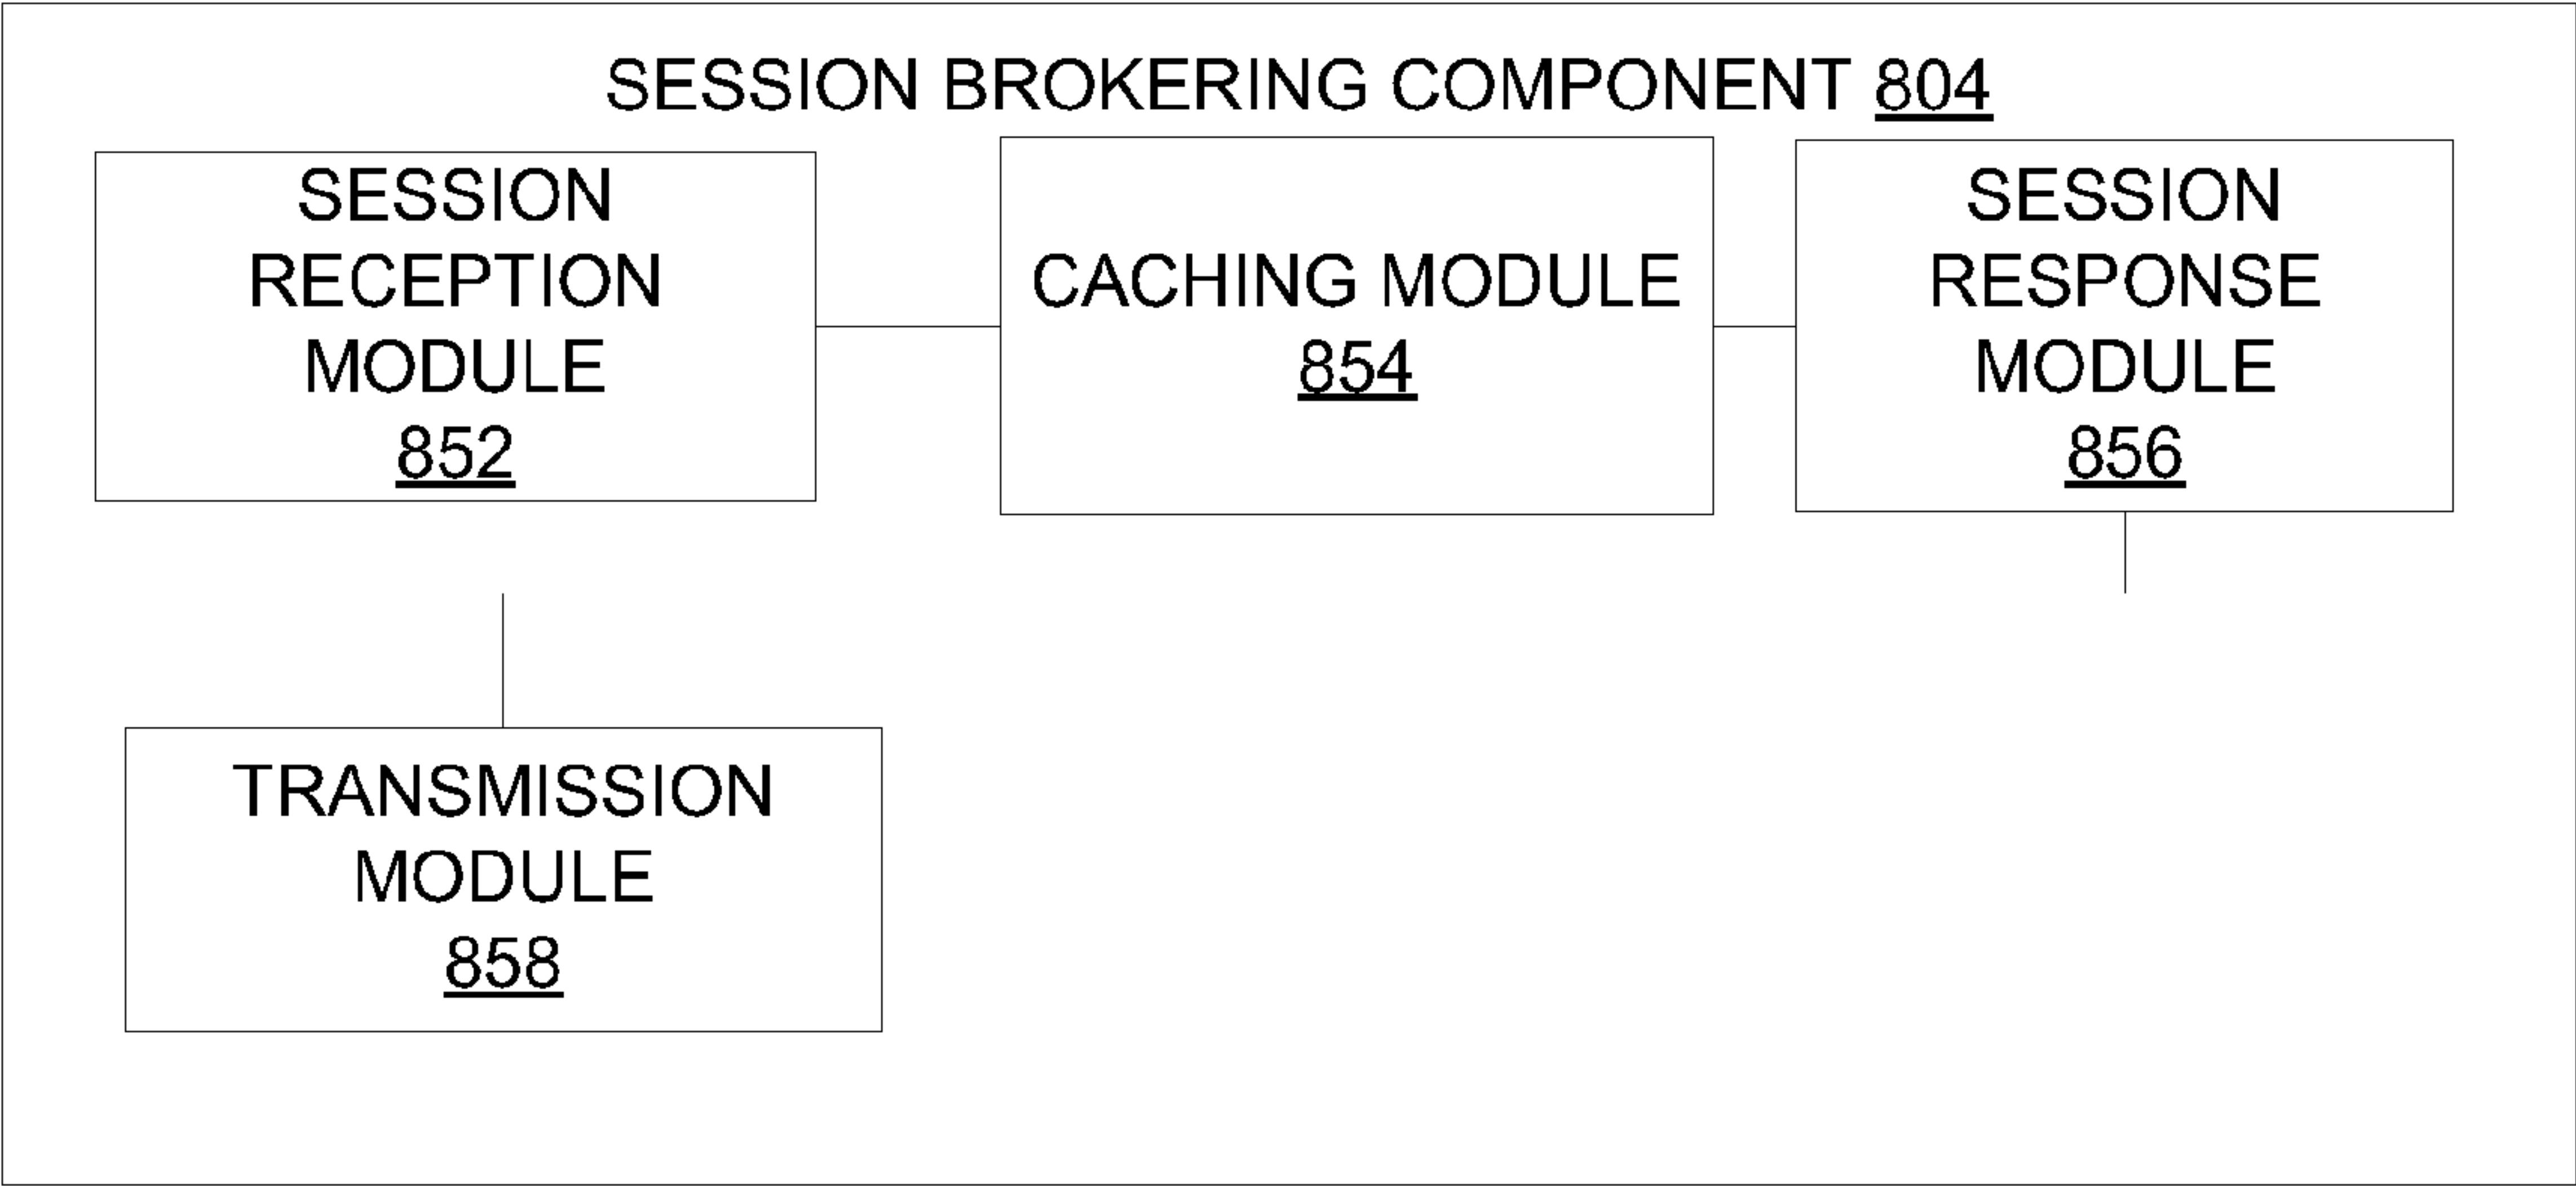 SESSION BROKERING COMPONENT 804
SESSION
RECEPTION
MODULE
852
CACHING MODULE
854
SESSION
RESPONSE
MODULE
856
TRANSMISSION
MODULE
858